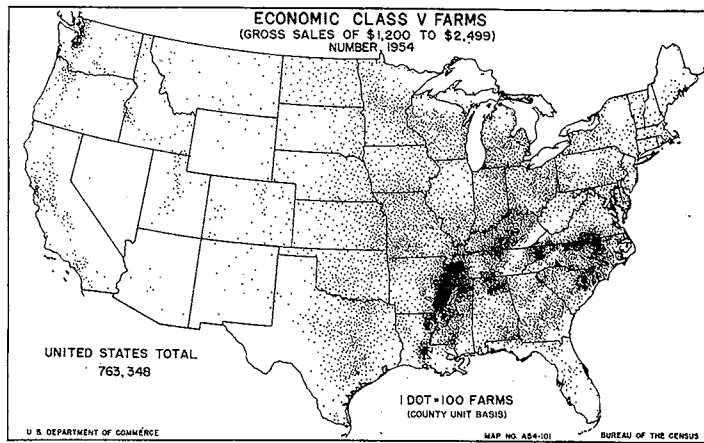 ECONOMIC CLASS V FARMS
(GROSS SALES OF $1,200 TO $2,499)
NUMBER, 1954
UNITED STATES TOTAL
763,348
1 DOT = 100 FARMS
(COUNTY UNIT BASIS)
U S. DEPARTMENT OF COMMERCE
MAP NO. A54-101
BUREAU OF THE CENSUS